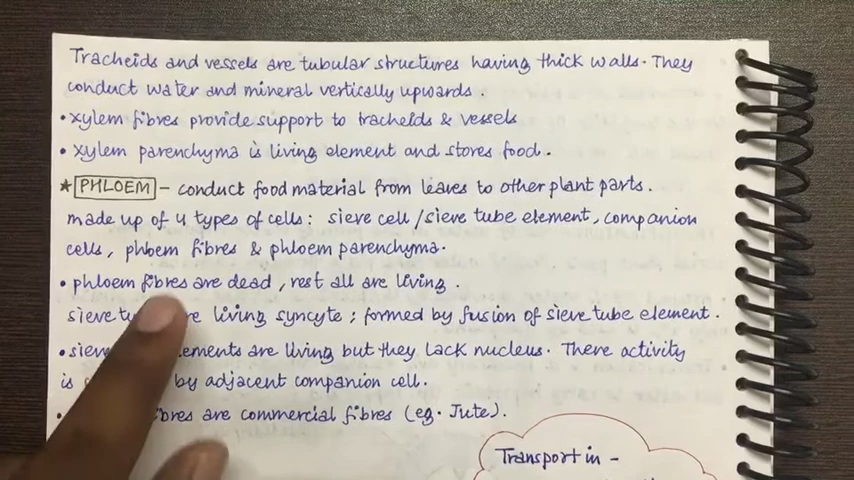 Tracheids and vessels are tubular structures having thick walls. They
conduct water and mineral vertically upwards.
• xylem fibres provide support to tracheids & vessels
• xylem parenchyma is living element and stores food.
★ PHLOEM – conduct food material from leaves to other plant parts.
made up of 4 types of cells: sieve cell/sieve tube element, companion
cells, phloem fibres & phloem parenchyma.
• phloem fibres are dead, rest all are living.
sieve living syncyte; formed by fusion of sieve tube element.
• sieve elements are living but they lack nucleus. There activity
is by adjacent companion cell.
• fibres are commercial fibres (eg. Jute).
Transport in –